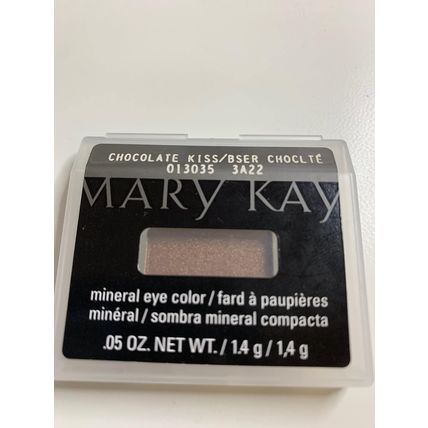 CHOCOLATE KISS/BSER CHOCLTÉ
013035 3A22
MARY KAY
mineral eye color / fard à paupières
minéral / sombra mineral compacta
.05 OZ. NET WT. / 1.4 g / 1,4 g